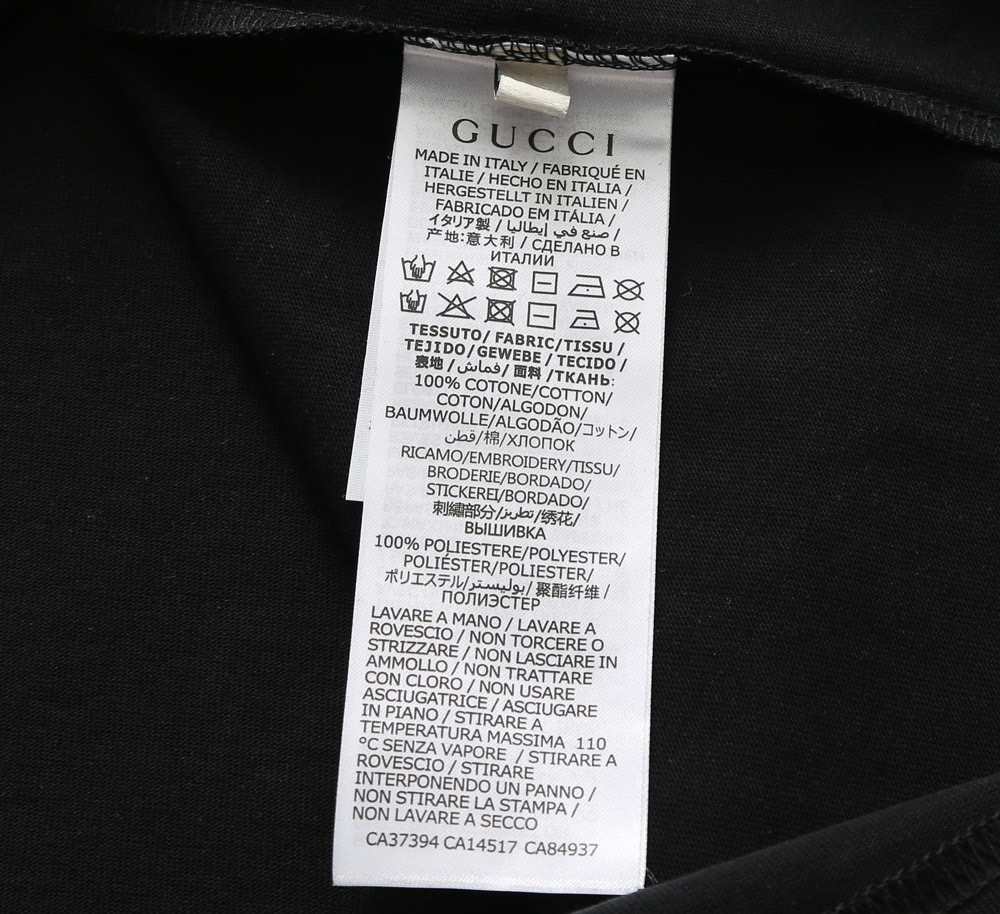 GUCCI
MADE IN ITALY / FABRIQUÉ EN
ITALIE / HECHO EN ITALIA /
HERGESTELLT IN ITALIEN /
FABRICADO EM ITÁLIA /
イタリア製 / صنع في إيطاليا /
产地:意大利 / СДЕЛАНО В
ИТАЛИИ
TESSUTO/ FABRIC/TISSU /
TEJIDO/GEWEBE / TECIDO /
表地 /فماش/ 面料 /ТКАНЬ:
100% COTONE/COTTON/
COTON/ALGODON/
BAUMWOLLE/ALGODÃO/コットン/
قطن/棉/ХЛОПОК
RICAMO/EMBROIDERY/TISSU/
BRODERIE/BORDADO/
STICKEREI/BORDADO/
刺繍部分/تطريز/绣花/
ВЫШИВКА
100% POLIESTERE/POLYESTER/
POLIÉSTER/POLIESTER/
ポリエステル/بوليستر/ 聚酯纤维 /
ПОЛИЭСТЕР
LAVARE A MANO / LAVARE A
ROVESCIO / NON TORCERE O
STRIZZARE / NON LASCIARE IN
AMMOLLO / NON TRATTARE
CON CLORO / NON USARE
ASCIUGATRICE / ASCIUGARE
IN PIANO / STIRARE A
TEMPERATURA MASSIMA 110
°C SENZA VAPORE / STIRARE A
ROVESCIO / STIRARE
INTERPONENDO UN PANNO /
NON STIRARE LA STAMPA /
NON LAVARE A SECCO
CA37394 CA14517 CA84937